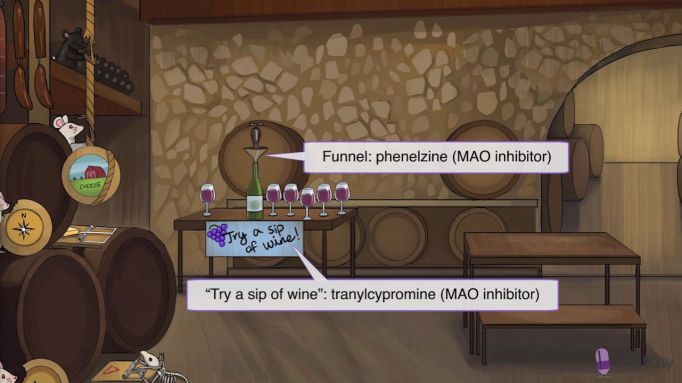 Funnel: phenelzine (MAO inhibitor)
CHEESE
N
Try a sip
of wine!
“Try a sip of wine”: tranylcypromine (MAO inhibitor)